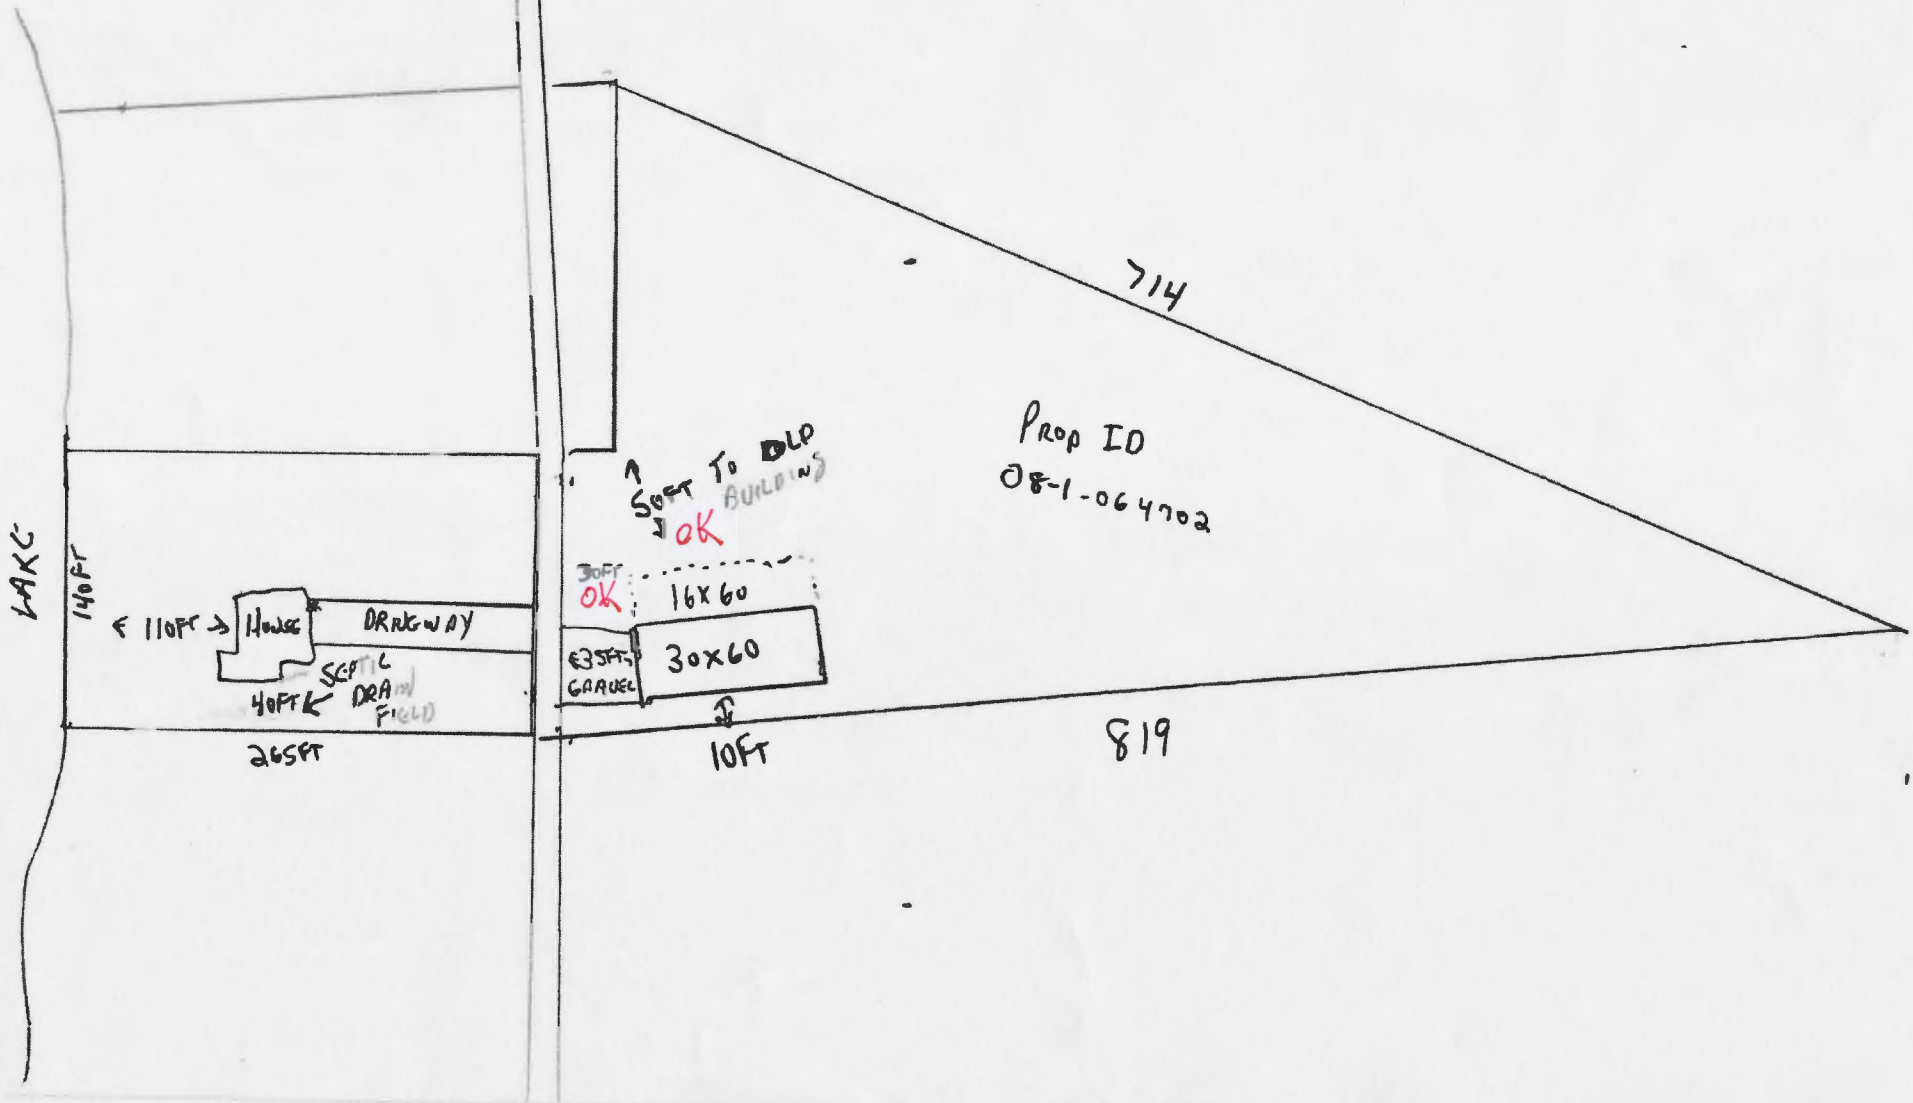 714
PROP ID
08-1-064702
50FT TO BLD
BUILDING
OK
30FT
OK
16X60
LAKE
140FT
110FT
HOUSE
DRIVEWAY
35FT
GRAVEL
30X60
SEPTIC
DRAIN
FIELD
40FT
265FT
10FT
819